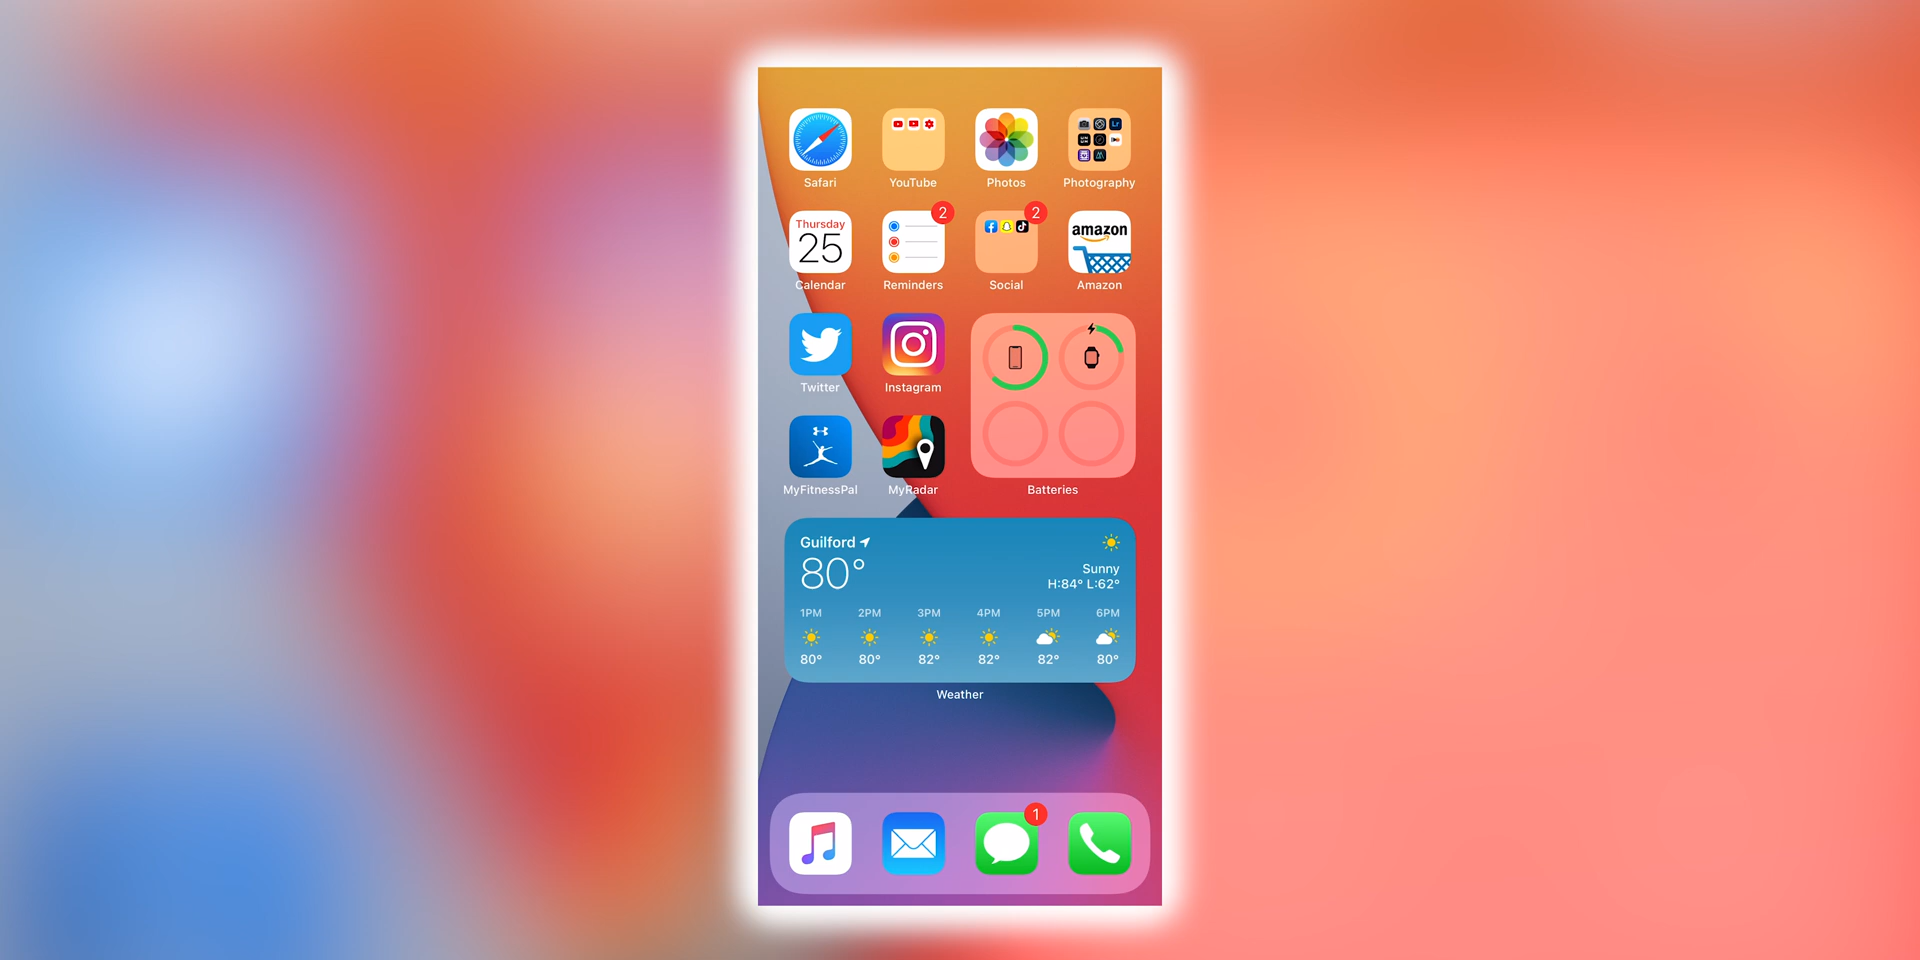 Safari
YouTube
Photos
Photography
Lr
Thursday
25
Calendar
2
Reminders
2
Social
amazon
Amazon
Twitter
Instagram
MyFitnessPal
MyRadar
Batteries
Guilford
80°
Sunny
H:84° L:62°
1PM 2PM 3PM 4PM 5PM 6PM
80° 80° 82° 82° 82° 80°
Weather
1